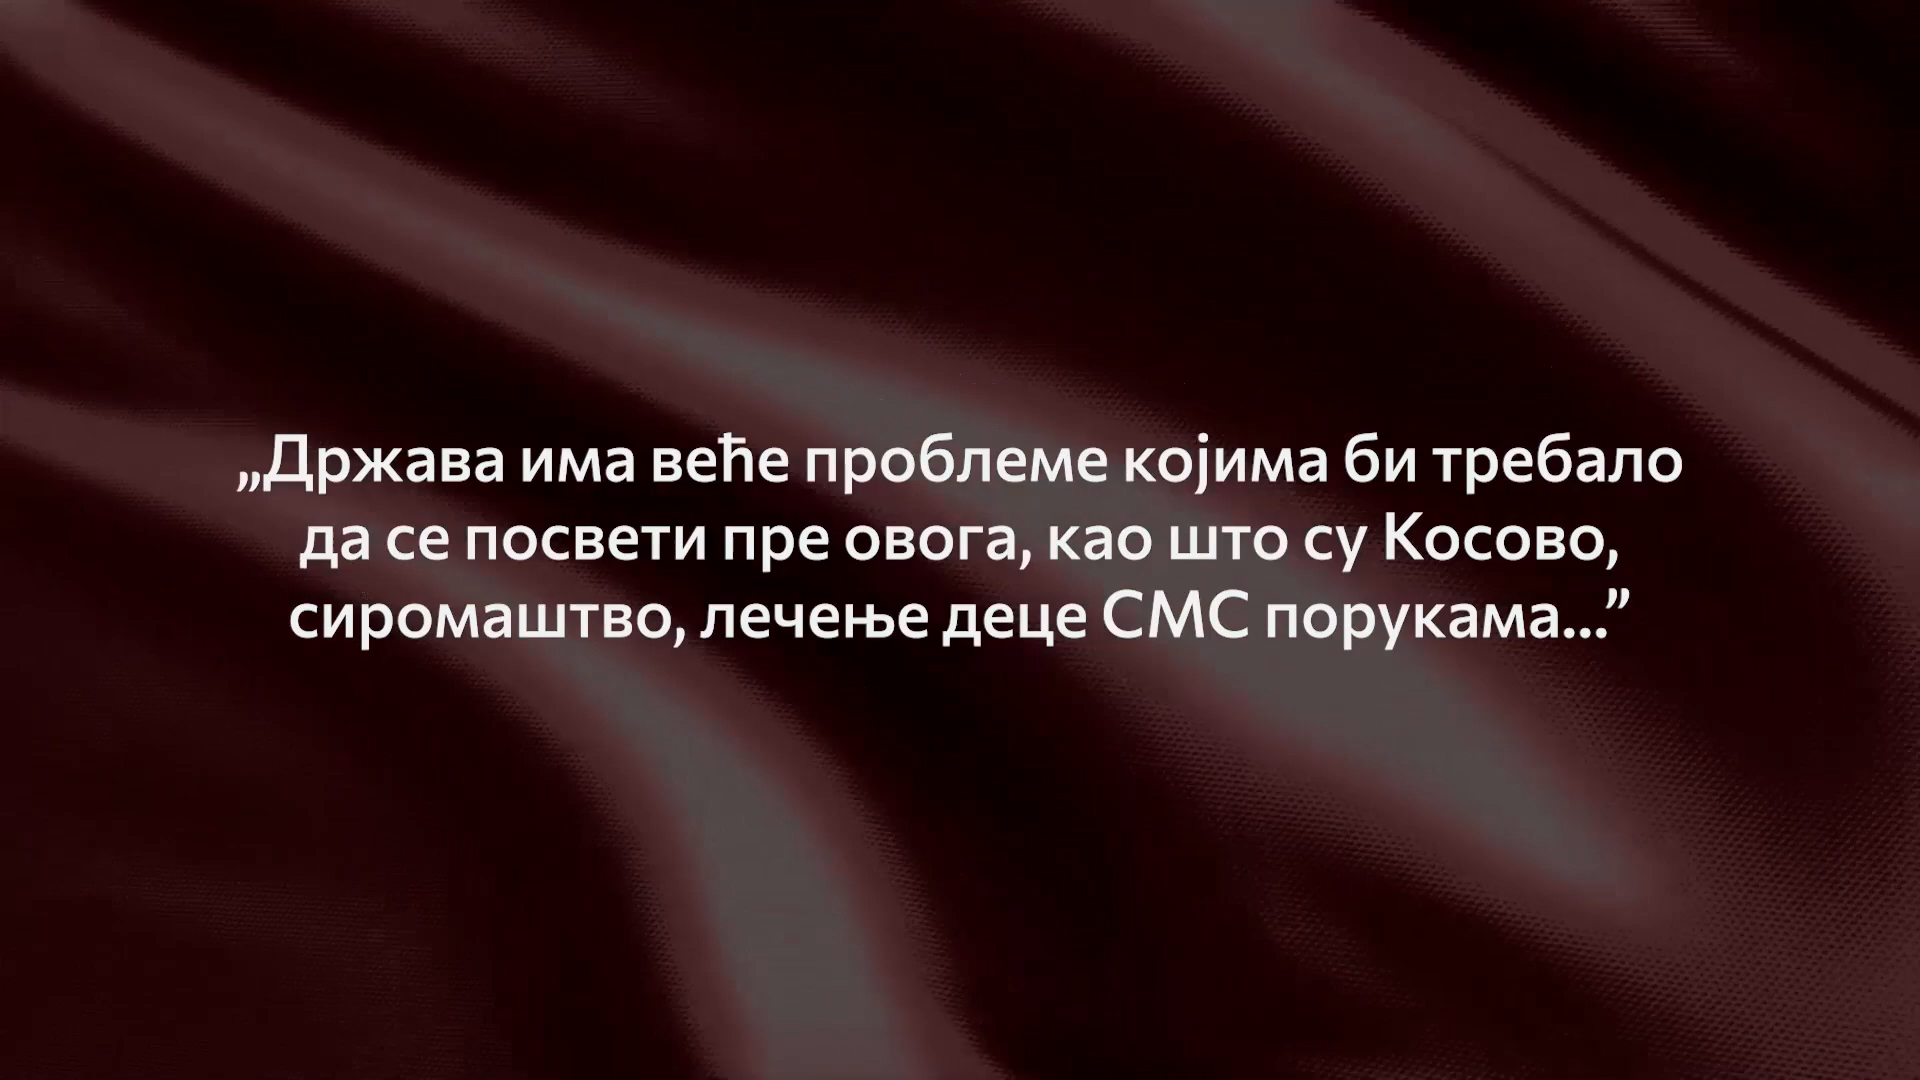 „Држава има веће проблеме којима би требало
да се посвети пре овога, као што су Косово,
сиромаштво, лечење деце СМС порукама...”